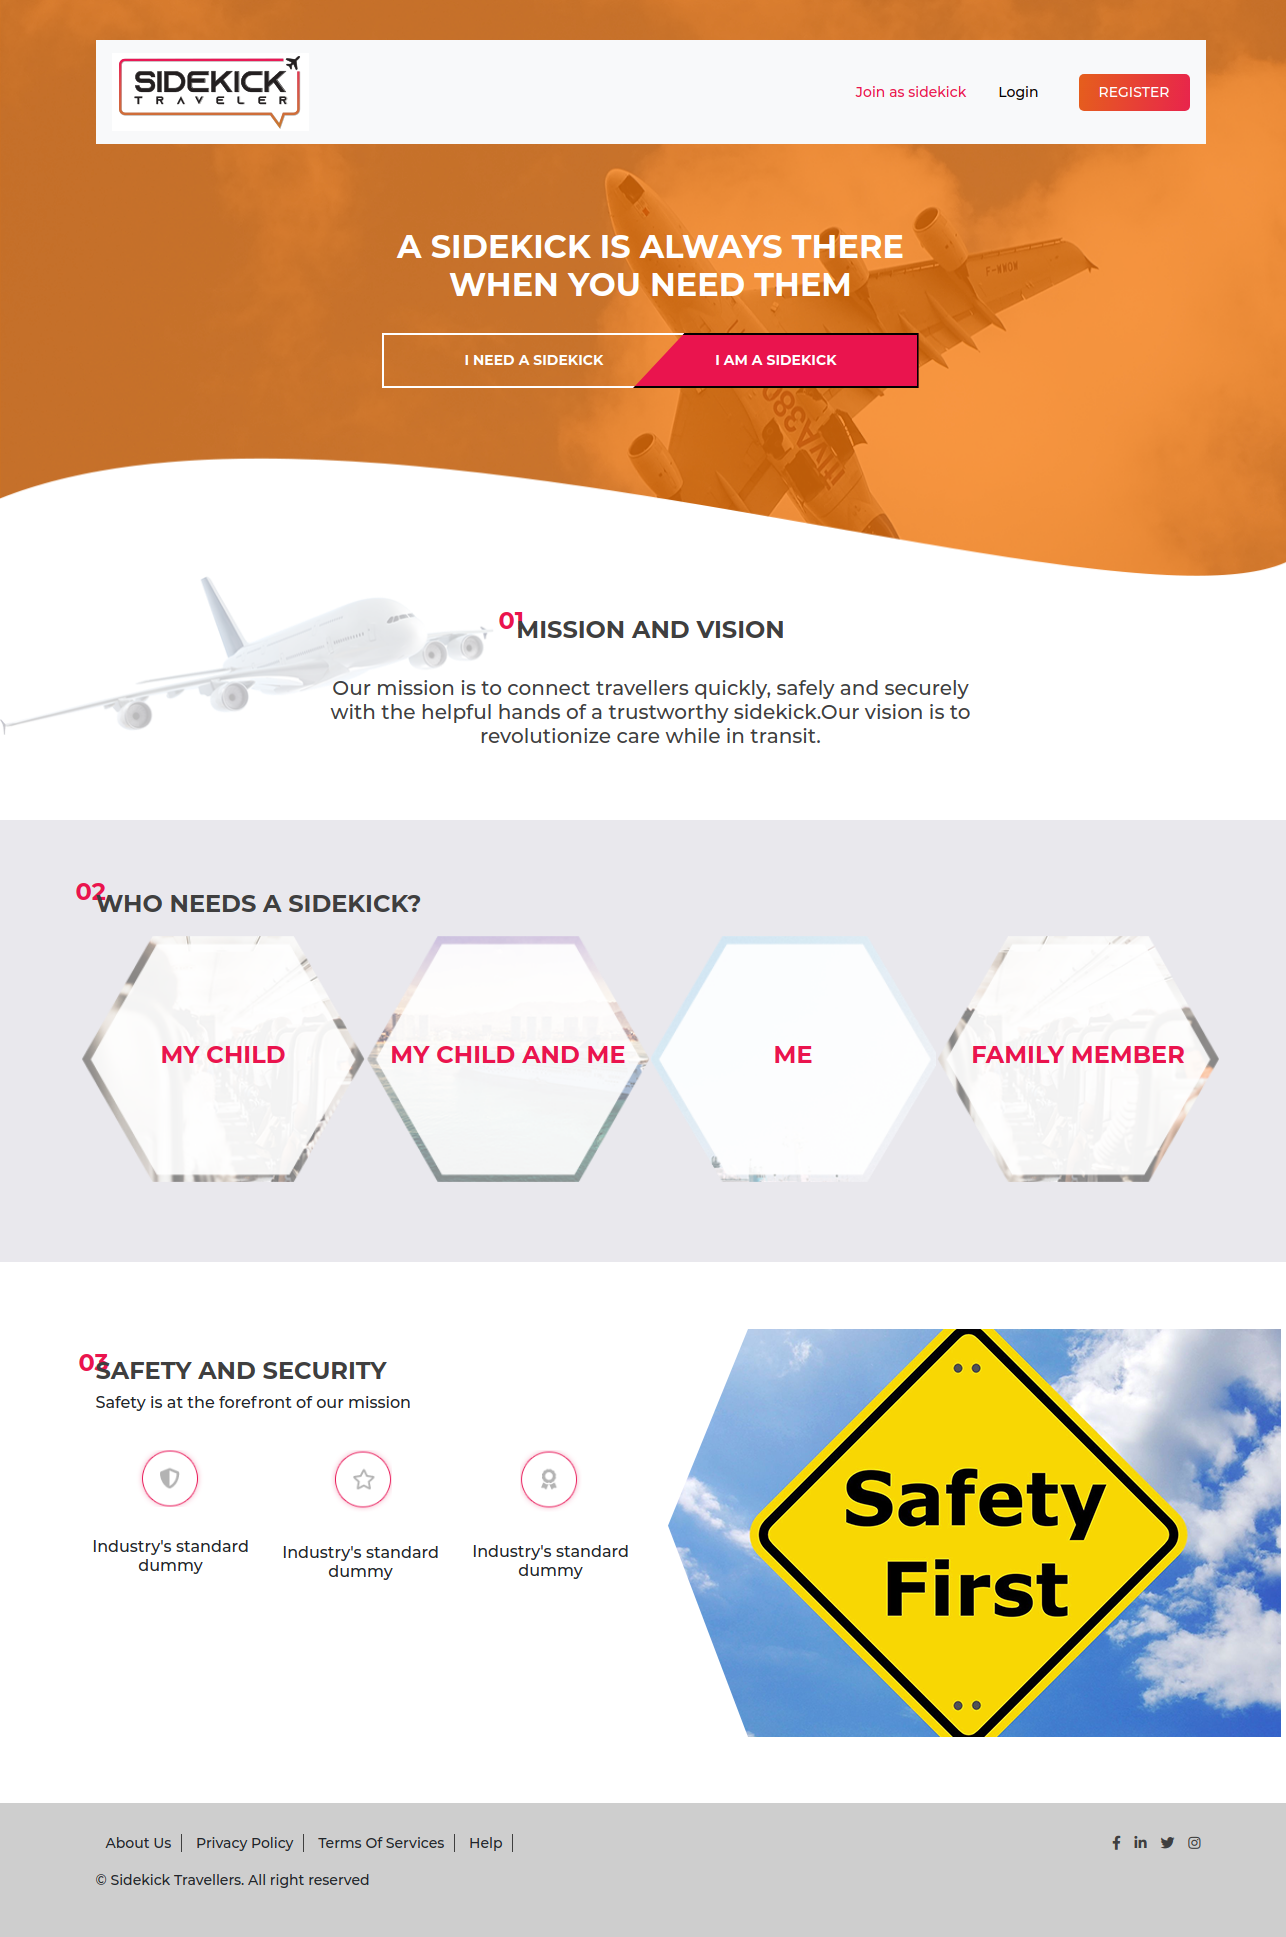 SIDEKICK
TRAVELER
Join as sidekick
Login
REGISTER
F-WWOW
A SIDEKICK IS ALWAYS THERE
WHEN YOU NEED THEM
I NEED A SIDEKICK
I AM A SIDEKICK
A380
01
MISSION AND VISION
Our mission is to connect travellers quickly, safely and securely
with the helpful hands of a trustworthy sidekick.Our vision is to
revolutionize care while in transit.
02
WHO NEEDS A SIDEKICK?
MY CHILD
MY CHILD AND ME
ME
FAMILY MEMBER
03
SAFETY AND SECURITY
Safety is at the forefront of our mission
Industry's standard
dummy
Industry's standard
dummy
Industry's standard
dummy
Safety
First
About Us
Privacy Policy
Terms Of Services
Help
© Sidekick Travellers. All right reserved